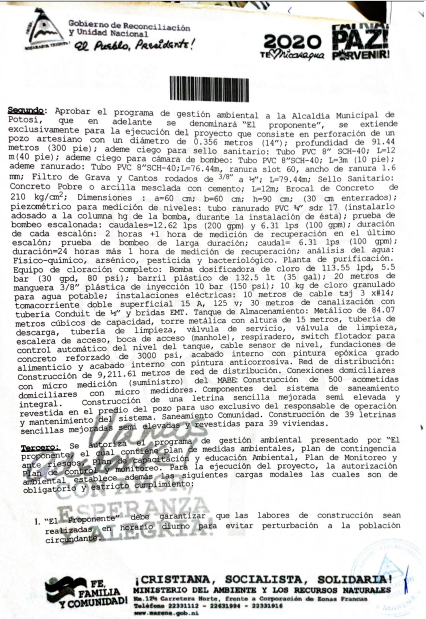 Gobierno de Reconciliación
y Unidad Nacional
El Pueblo, Presidente!
2020
PAZ!
PORVENIR!
Segundo: Aprobar el programa de gestión ambiental a la Alcaldía Municipal de
Potosí, que en adelante se denominará "El proponente", se extiende
exclusivamente para la ejecución del proyecto que consiste en perforación de un
pozo artesiano con un diámetro de 0.356 metros (14"); profundidad de 91.44
metros (300 pie); ademe ciego para sello sanitario: Tubo PVC 8" SCH-40; L=12
m(40 pie); ademe ciego para cámara de bombeo: Tubo PVC 8"SCH-40; L=3m (10 pie);
ademe ranurado: Tubo PVC 8"SCH-40;L=76.44m, ranura slot 60, ancho de ranura 1.6
mm; Filtro de Grava y Cantos rodados de 3/8" a ½"; L=79.44m; Sello Sanitario:
Concreto Pobre o arcilla mesclada con cemento; L=12m; Brocal de Concreto de
210 kg/cm²; Dimensiones : a=60 cm; b=60 cm; h=90 cm; (30 cm enterrados);
piezométrico para medición de niveles: tubo ranurado PVC ¾" sdr 17 (instalarlo
adosado a la columna hg de la bomba, durante la instalación de ésta); prueba de
bombeo escalonada: caudales=12.62 lps (200 gpm) y 6.31 lps (100 gpm); duración
de cada escalón: 2 horas +1 hora de medición de recuperación en el último
escalón; prueba de bombeo de larga duración; caudal= 6.31 lps (100 gpm);
duración=24 horas más 1 hora de medición de recuperación; análisis del agua:
Físico-químico, arsénico, pesticida y bacteriológico. Planta de purificación.
Equipo de cloración completo: Bomba dosificadora de cloro de 113.55 lpd, 5.5
bar (30 gpd, 80 psi); barril plástico de 132.5 lt (35 gal); 20 metros de
manguera 3/8" plástica de inyección 10 bar (150 psi); 10 kg de cloro granulado
para agua potable; instalaciones eléctricas: 10 metros de cable tsj 3 x#14;
tomacorriente doble superficial 15 A, 125 v; 30 metros de canalización con
tubería Conduit de ½" y bridas EMT. Tanque de Almacenamiento: Metálico de 84.07
metros cúbicos de capacidad, torre metálica con altura de 15 metros, tubería de
descarga, tubería de limpieza, válvula de servicio, válvula de limpieza,
escalera de acceso, boca de acceso (manhole), respiradero, switch flotador para
control automático del nivel del tanque, cable sensor de nivel, fundaciones de
concreto reforzado de 3000 psi, acabado interno con pintura epóxica grado
alimenticio y acabado interno con pintura anticorrosiva. Red de distribución:
Construcción de 9,211.61 metros de red de distribución. Conexiones domiciliares
con micro medición (suministro) del MABE: Construcción de 500 acometidas
domiciliares con micro medidores. Componentes del sistema de saneamiento
integral. Construcción de una letrina sencilla mejorada semi elevada y
revestida en el predio del pozo para uso exclusivo del responsable de operación
y mantenimiento del sistema. Saneamiento Comunidad. Construcción de 39 letrinas
sencillas mejoradas semi elevadas y revestidas para 39 viviendas.
Tercero: Se autoriza el programa de gestión ambiental presentado por "El
proponente", el cual contiene plan de medidas ambientales, plan de contingencia
ante riesgos, Plan de capacitación y educación Ambiental, Plan de Monitoreo y
Plan de control y monitoreo. Para la ejecución del proyecto, la autorización
ambiental establece además las siguientes cargas modales las cuales son de
obligatorio y estricto cumplimiento:
ESPERANZA
Y ALEGRÍA!
1. "El Proponente" debe garantizar que las labores de construcción sean
realizadas en horario diurno para evitar perturbación a la población
circundante.
FE,
FAMILIA
Y COMUNIDAD!
¡CRISTIANA, SOCIALISTA, SOLIDARIA!
MINISTERIO DEL AMBIENTE Y LOS RECURSOS NATURALES
Km.12½ Carretera Norte, frente a Corporación de Zonas Francas
Teléfono 22331112 - 22631994 - 22331916
www.marena.gob.ni